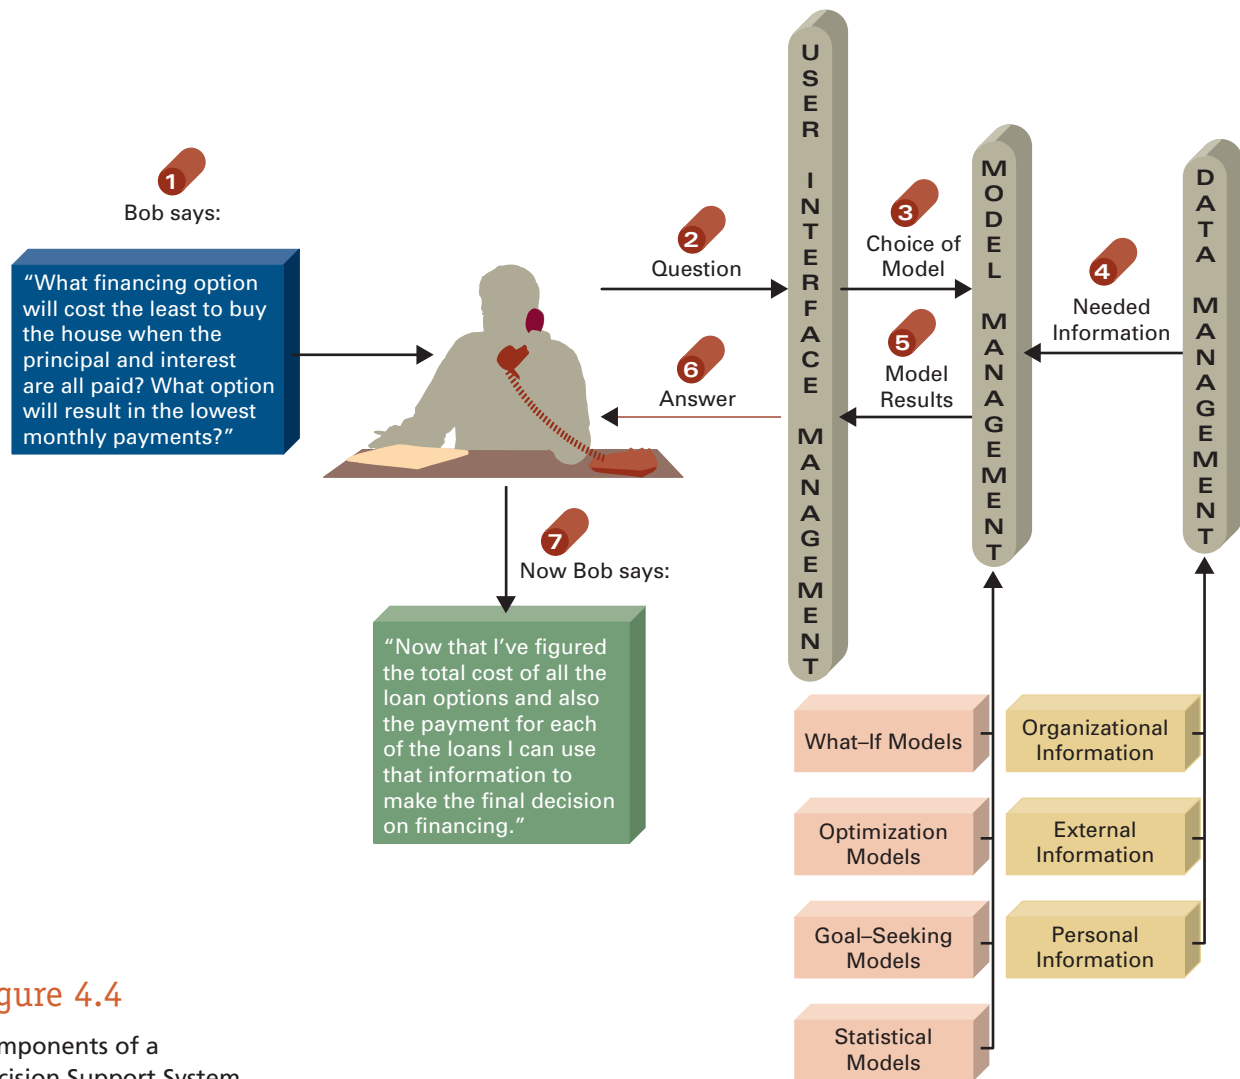 1
Bob says:
“What financing option
will cost the least to buy
the house when the
principal and interest
are all paid? What option
will result in the lowest
monthly payments?”
2
Question
6
Answer
USER INTERFACE MANAGEMENT
3
Choice of
Model
5
Model
Results
MODEL MANAGEMENT
4
Needed
Information
DATA MANAGEMENT
7
Now Bob says:
“Now that I’ve figured
the total cost of all the
loan options and also
the payment for each
of the loans I can use
that information to
make the final decision
on financing.”
What–If Models
Optimization
Models
Goal–Seeking
Models
Statistical
Models
Organizational
Information
External
Information
Personal
Information
gure 4.4
mponents of a
cision Support System